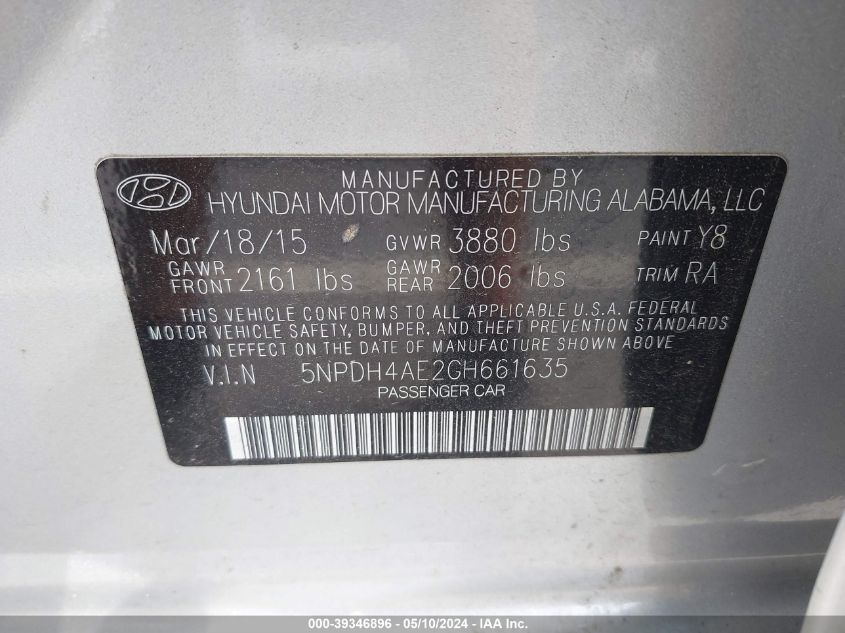 MANUFACTURED BY
HYUNDAI MOTOR MANUFACTURING ALABAMA, LLC
Mar/18/15 GVWR 3880 lbs PAINT Y8
GAWR FRONT 2161 lbs GAWR REAR 2006 lbs TRIM RA
THIS VEHICLE CONFORMS TO ALL APPLICABLE U.S.A. FEDERAL
MOTOR VEHICLE SAFETY, BUMPER, AND THEFT PREVENTION STANDARDS
IN EFFECT ON THE DATE OF MANUFACTURE SHOWN ABOVE.
V.I.N 5NPDH4AE2GH661635
PASSENGER CAR
000-39346896 - 05/10/2024 - IAA Inc.